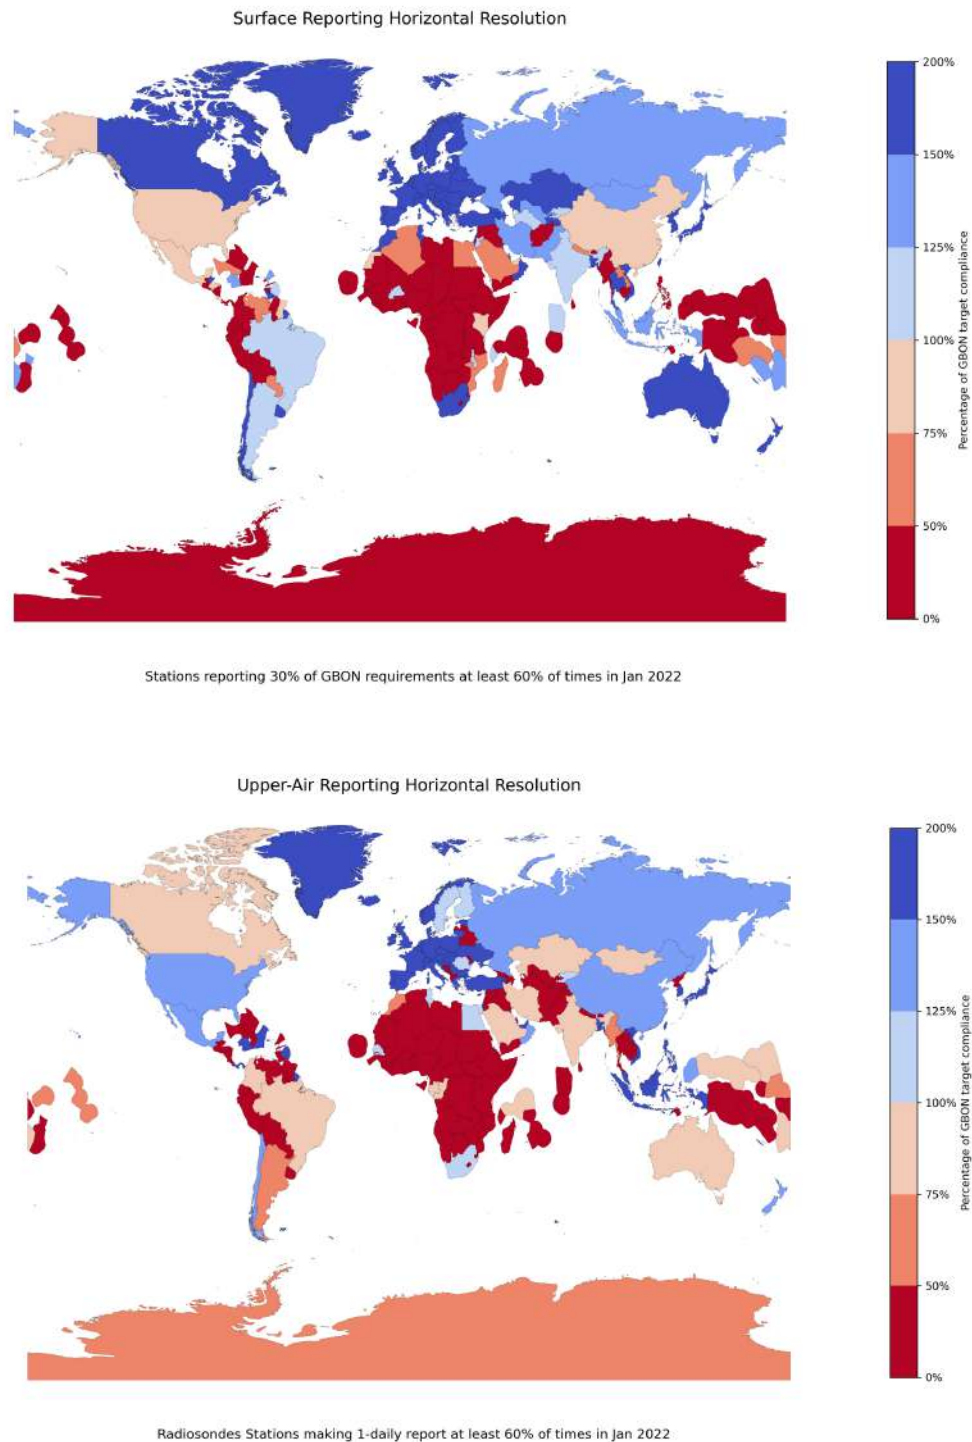 Surface Reporting Horizontal Resolution
200%
150%
125%
100%
75%
50%
0%
Percentage of GBON target compliance
Stations reporting 30% of GBON requirements at least 60% of times in Jan 2022
Upper-Air Reporting Horizontal Resolution
200%
150%
125%
100%
75%
50%
0%
Percentage of GBON target compliance
Radiosondes Stations making 1-daily report at least 60% of times in Jan 2022